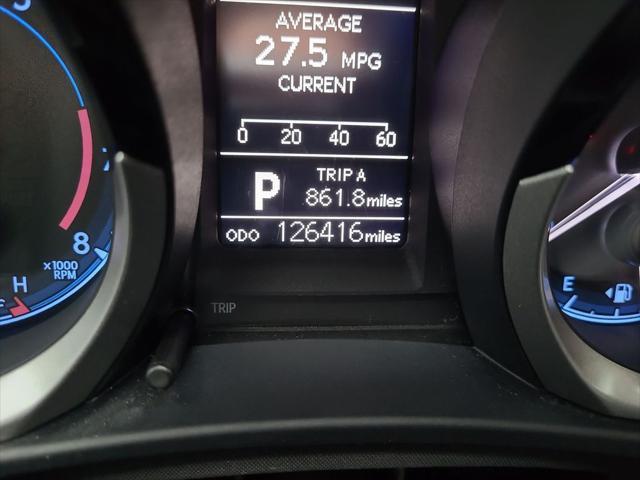 AVERAGE
27.5 MPG
CURRENT
0 20 40 60
P
TRIP A
861.8 miles
ODO 126416 miles
8
×1000
RPM
H
E
TRIP